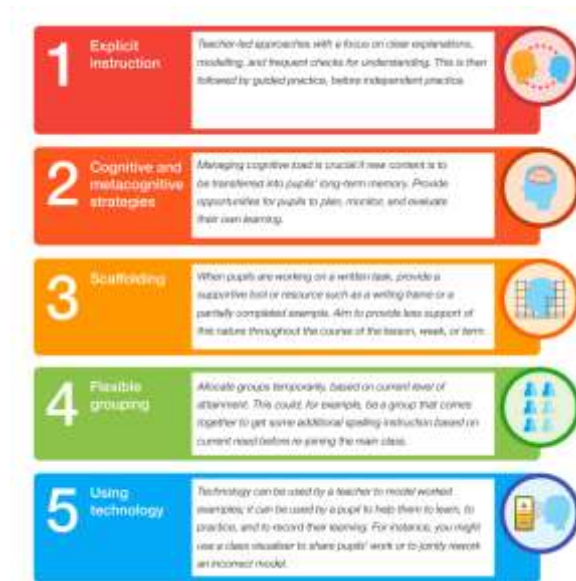 1
Explicit
instruction
Teacher-led approaches with a focus on clear explanations,
modelling, and frequent checks for understanding. This is then
followed by guided practice, before independent practice.
2
Cognitive and
metacognitive
strategies
Managing cognitive load is crucial if new content is to
be transferred into pupils' long-term memory. Provide
opportunities for pupils to plan, monitor, and evaluate
their own learning.
3
Scaffolding
When pupils are working on a written task, provide a
supportive tool or resource such as a writing frame or a
partially completed example. Aim to provide less support of
this nature throughout the course of the lesson, week, or term.
4
Flexible
grouping
Allocate groups temporarily, based on current level of
attainment. This could, for example, be a group that comes
together to get some additional spelling instruction based on
current need before re-joining the main class.
5
Using
technology
Technology can be used by a teacher to model worked
examples; it can be used by a pupil to help them to learn, to
practice, and to record their learning. For instance, you might
use a class visualiser to share pupils' work or to jointly rework
an incorrect model.